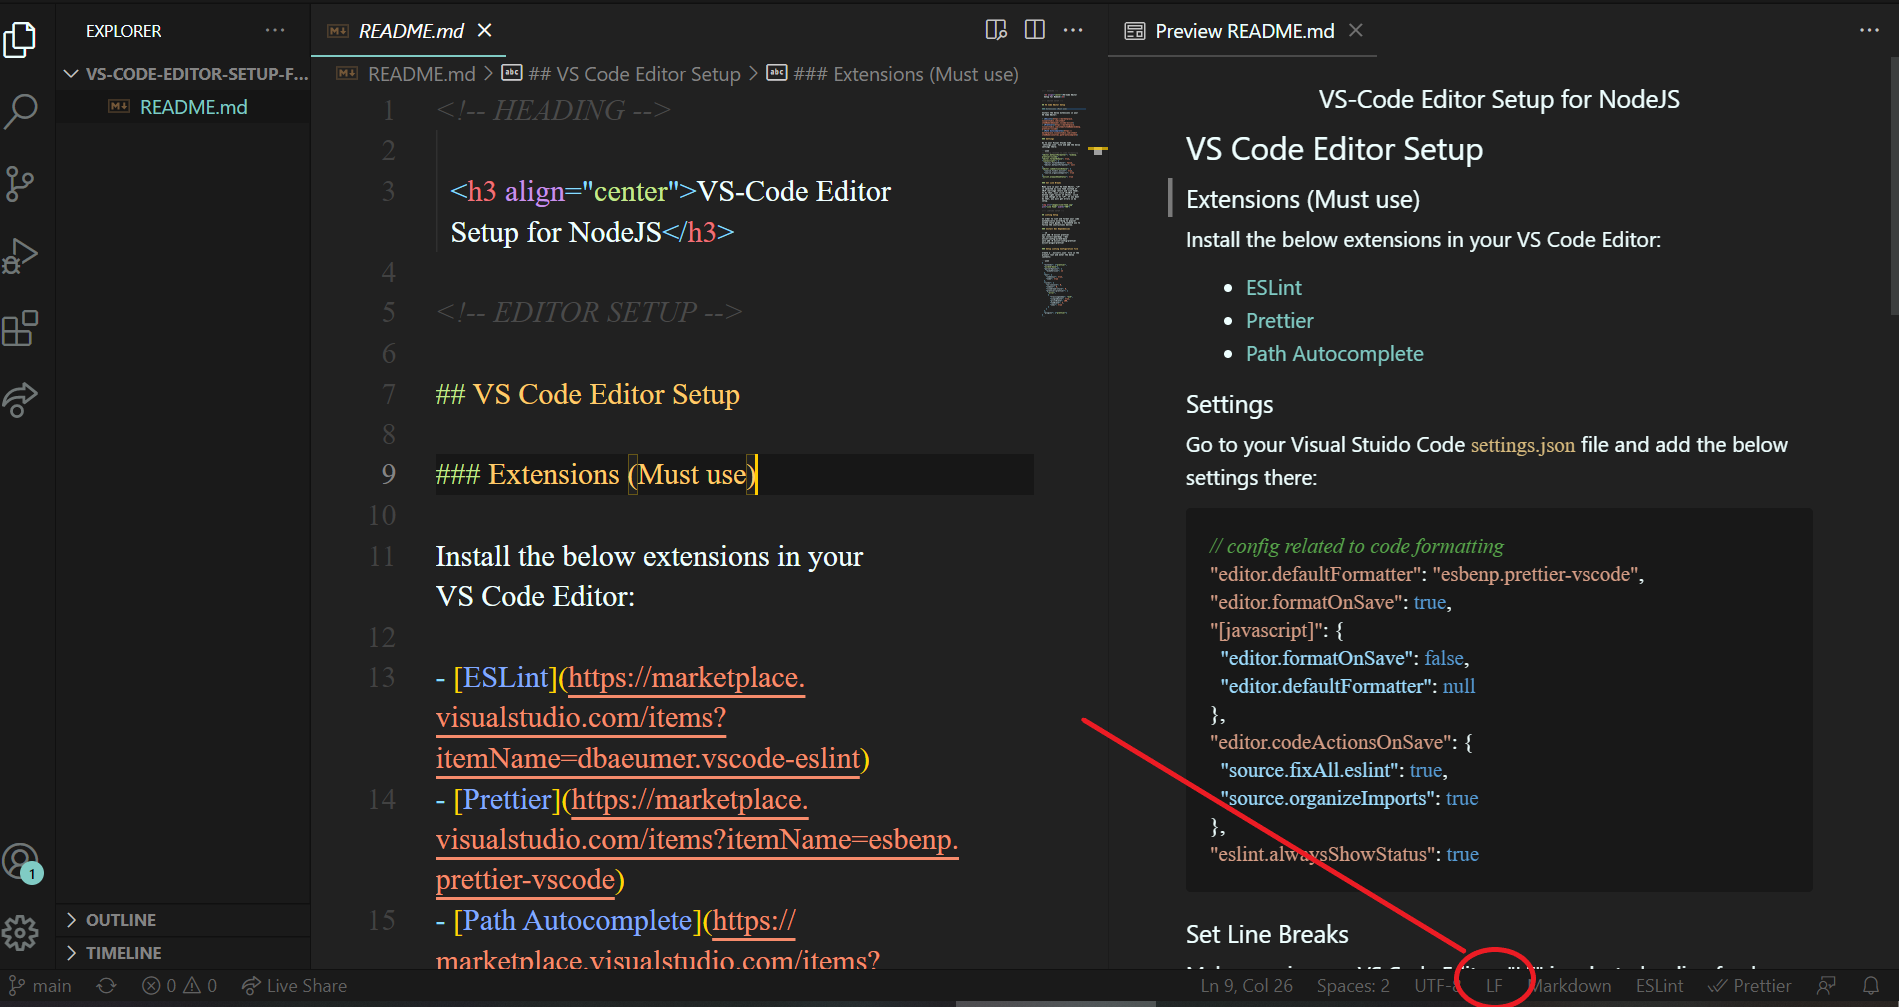 EXPLORER
VS-CODE-EDITOR-SETUP-F...
README.md
OUTLINE
TIMELINE
README.md
README.md > ## VS Code Editor Setup > ### Extensions (Must use)
1 <!-- HEADING -->
2
3 <h3 align="center">VS-Code Editor
Setup for NodeJS</h3>
4
5 <!-- EDITOR SETUP -->
6
7 ## VS Code Editor Setup
8
9 ### Extensions (Must use)
10
11 Install the below extensions in your
VS Code Editor:
12
13 - [ESLint](https://marketplace.
visualstudio.com/items?
itemName=dbaeumer.vscode-eslint)
14 - [Prettier](https://marketplace.
visualstudio.com/items?itemName=esbenp.
prettier-vscode)
15 - [Path Autocomplete](https://
marketplace.visualstudio.com/items?
Preview README.md
VS-Code Editor Setup for NodeJS
VS Code Editor Setup
Extensions (Must use)
Install the below extensions in your VS Code Editor:
• ESLint
• Prettier
• Path Autocomplete
Settings
Go to your Visual Stuido Code settings.json file and add the below
settings there:
// config related to code formatting
"editor.defaultFormatter": "esbenp.prettier-vscode",
"editor.formatOnSave": true,
"[javascript]": {
"editor.formatOnSave": false,
"editor.defaultFormatter": null
},
"editor.codeActionsOnSave": {
"source.fixAll.eslint": true,
"source.organizeImports": true
},
"eslint.alwaysShowStatus": true
Set Line Breaks
1
main 0 0 Live Share Ln 9, Col 26 Spaces: 2 UTF-8 LF Markdown ESLint Prettier